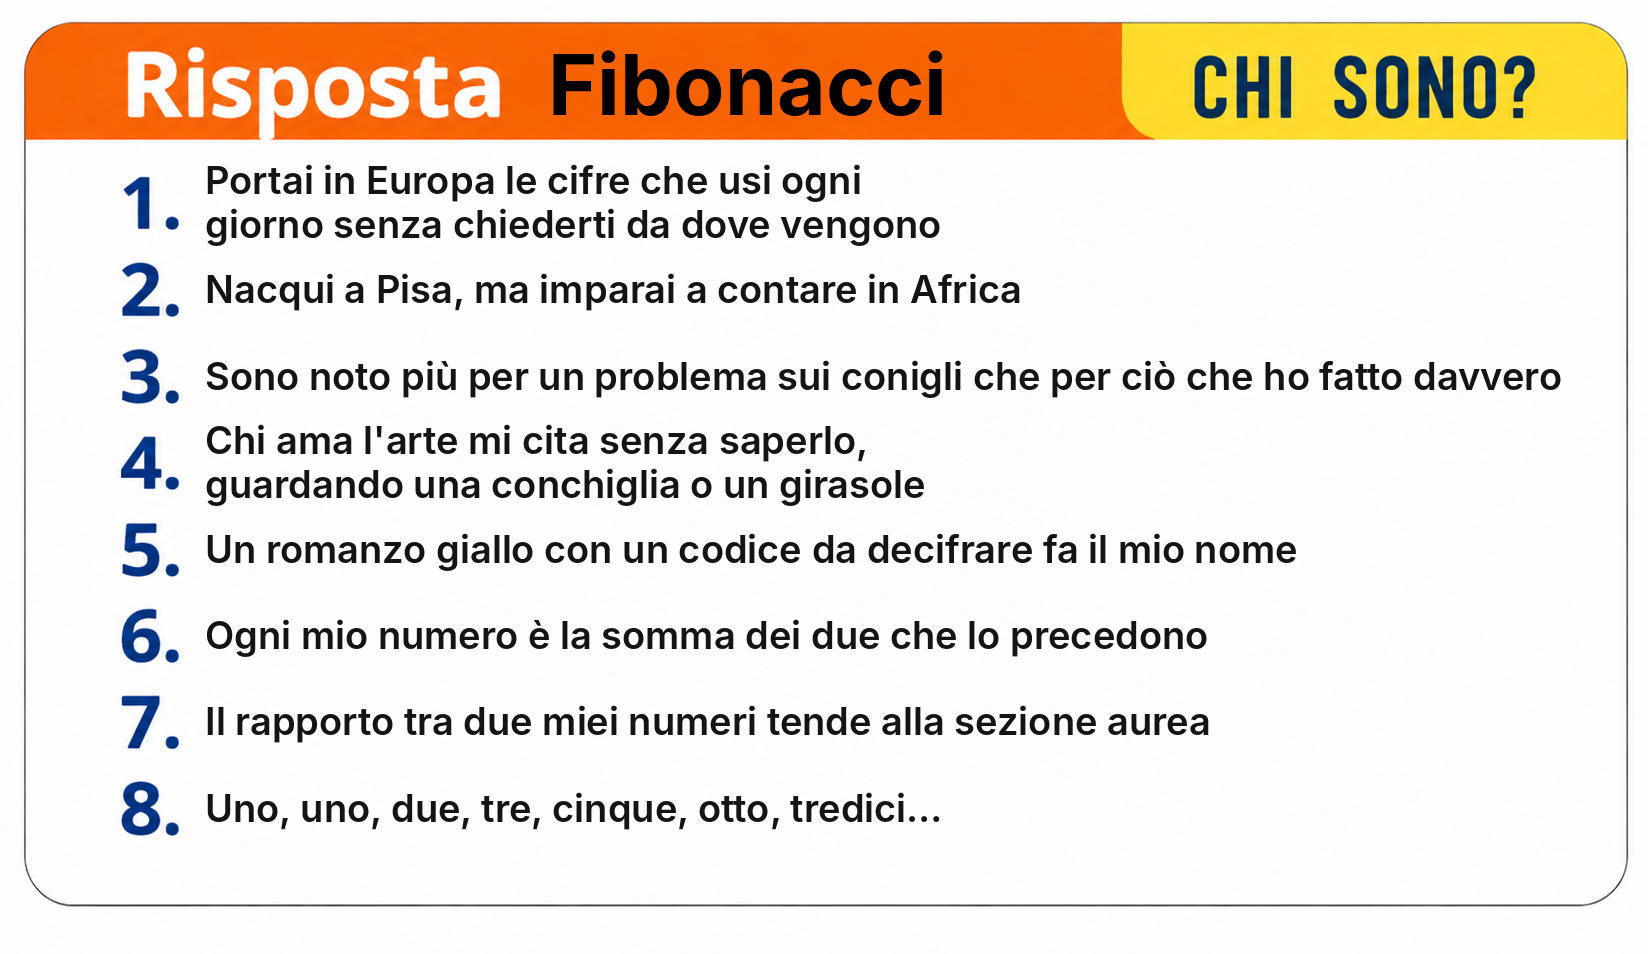 Risposta Fibonacci CHI SONO?
1. Portai in Europa le cifre che usi ogni
giorno senza chiederti da dove vengono
2. Nacqui a Pisa, ma imparai a contare in Africa
3. Sono noto più per un problema sui conigli che per ciò che ho fatto davvero
4. Chi ama l'arte mi cita senza saperlo,
guardando una conchiglia o un girasole
5. Un romanzo giallo con un codice da decifrare fa il mio nome
6. Ogni mio numero è la somma dei due che lo precedono
7. Il rapporto tra due miei numeri tende alla sezione aurea
8. Uno, uno, due, tre, cinque, otto, tredici...